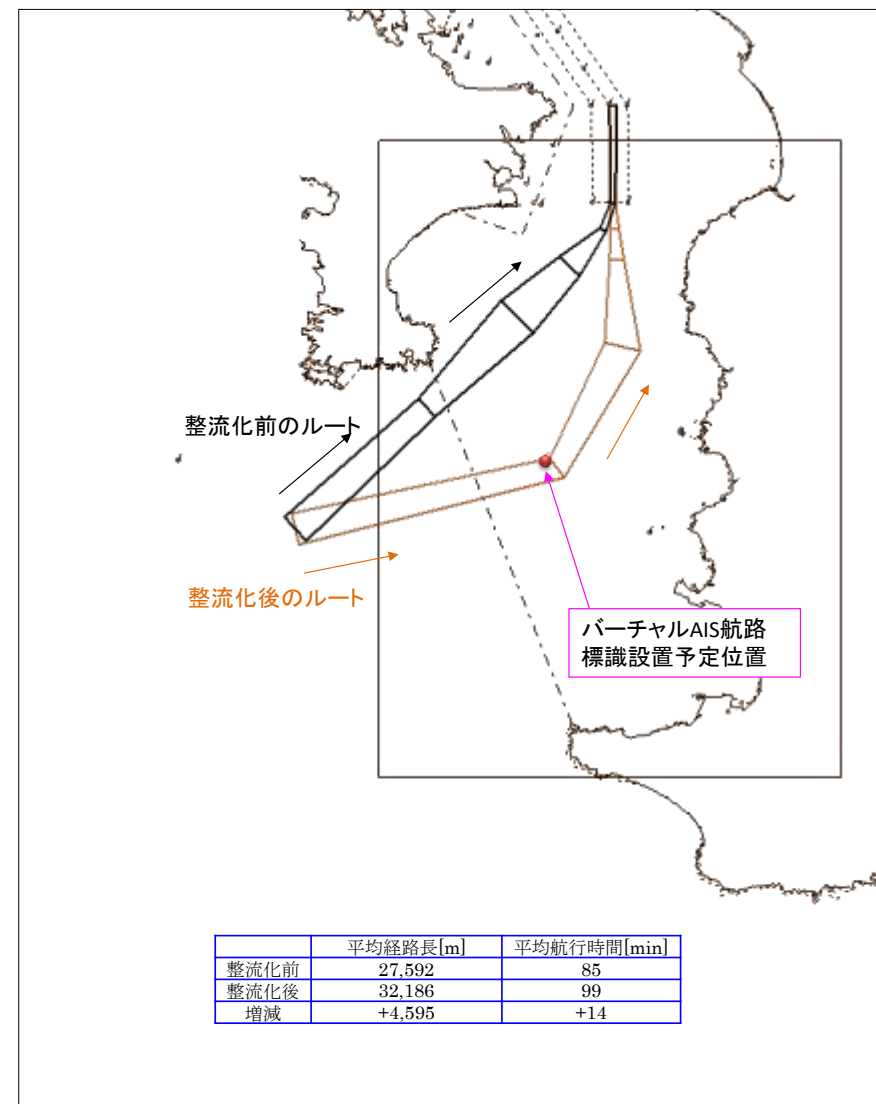 整流化前のルート
整流化後のルート
バーチャルAIS航路
標識設置予定位置
平均経路長[m] 平均航行時間[min]
整流化前 27,592 85
整流化後 32,186 99
増減 +4,595 +14